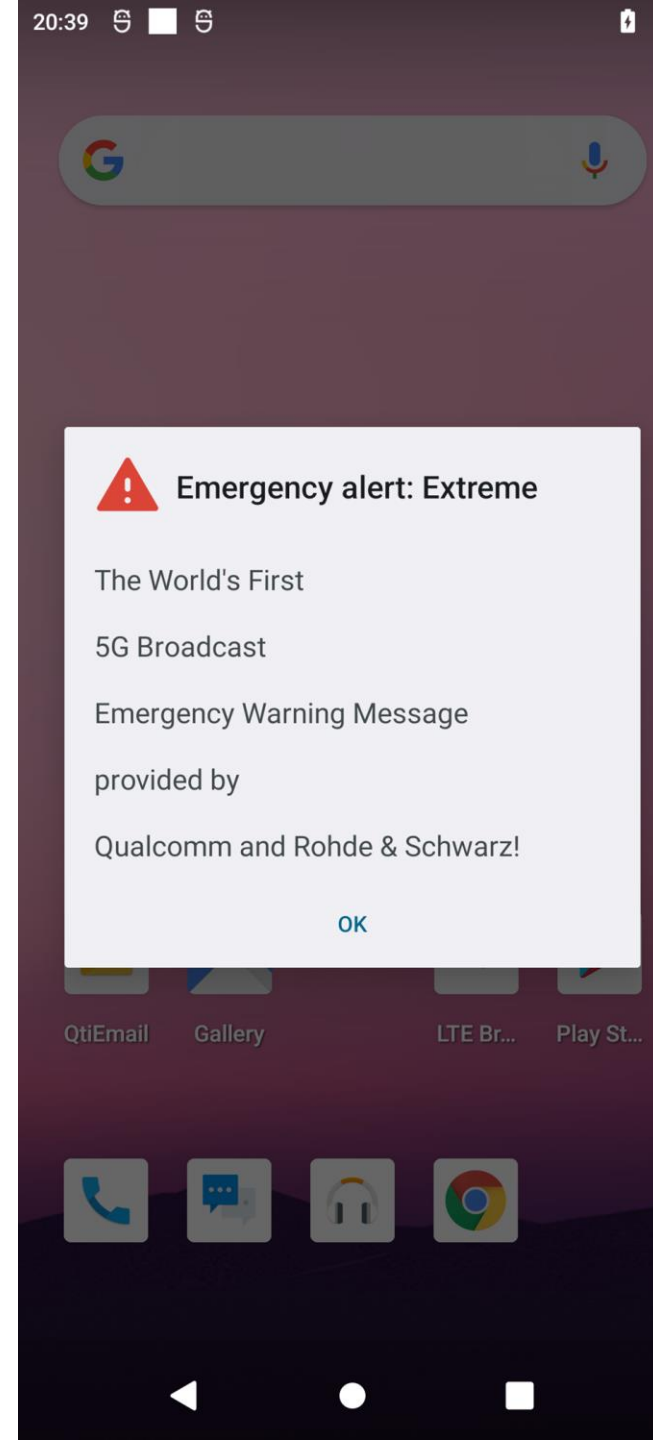 20:39
Emergency alert: Extreme
The World's First
5G Broadcast
Emergency Warning Message
provided by
Qualcomm and Rohde & Schwarz!
OK
QtiEmail
Gallery
LTE Br...
Play St...